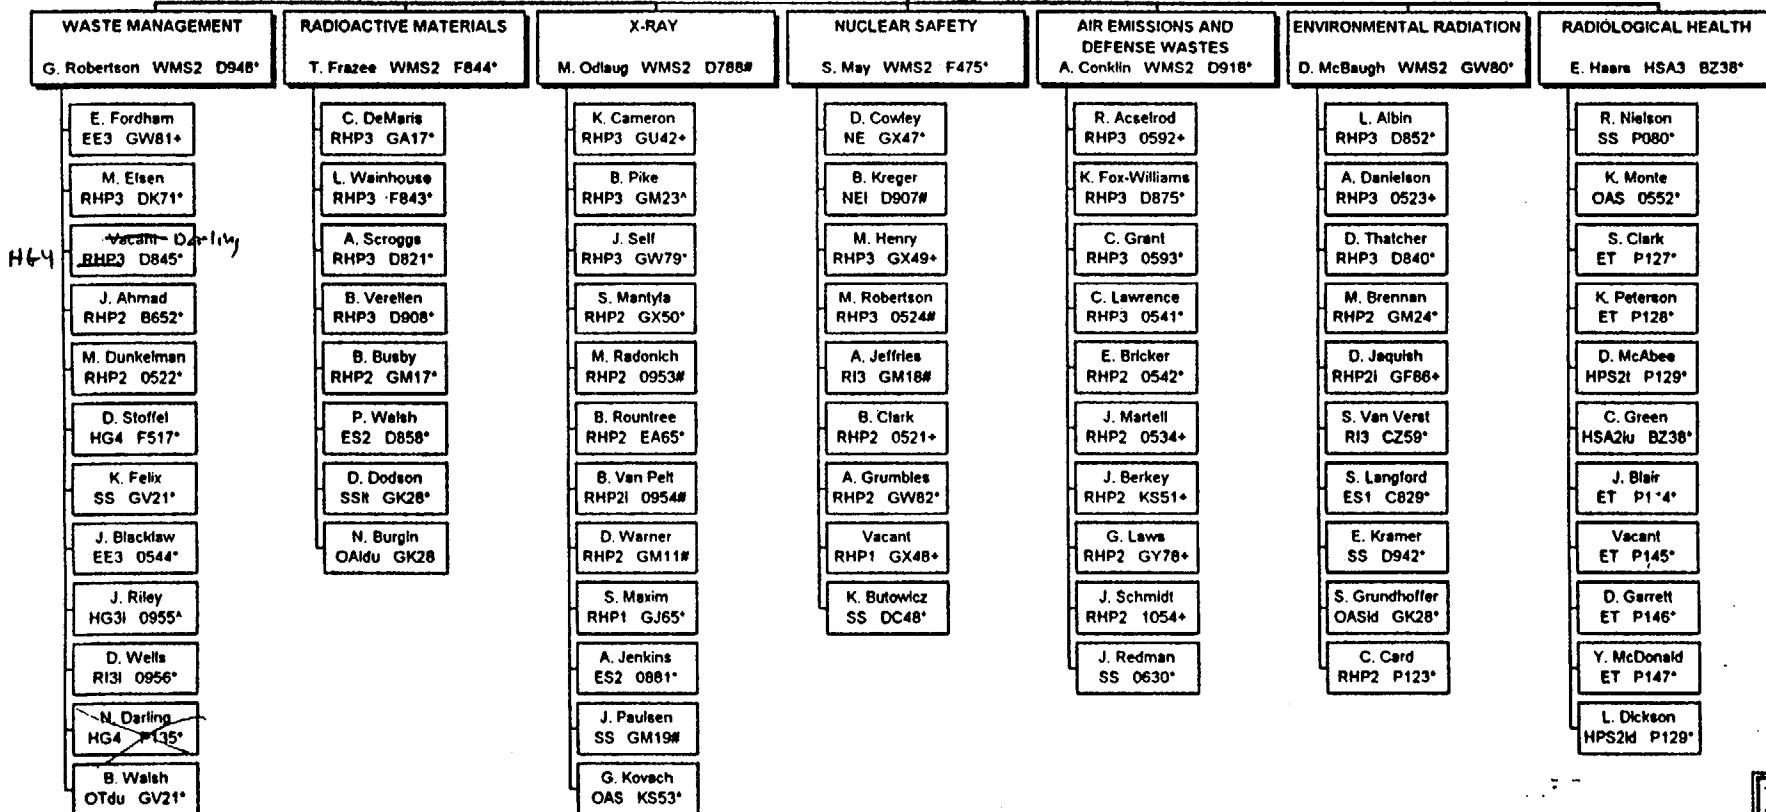 WASTE MANAGEMENT
G. Robertson WMS2 D948*
E. Fordham
EE3 GW81+
M. Elsen
RHP3 DK71*
Vacant Darling
HG4 RHP3 D845*
J. Ahmad
RHP2 B652*
M. Dunkelman
RHP2 0522*
D. Stoffel
HG4 F517*
K. Felix
SS GV21*
J. Blacklaw
EE3 0544*
J. Riley
HG3I 0955^
D. Wells
RI3I 0956*
N. Darling
HG4 P135*
B. Walsh
OTdu GV21*
RADIOACTIVE MATERIALS
T. Frazee WMS2 F844*
C. DeMaris
RHP3 GA17*
L. Wainhouse
RHP3 F843*
A. Scroggs
RHP3 D821*
B. Verellen
RHP3 D908*
B. Busby
RHP2 GM17*
P. Walsh
ES2 D858*
D. Dodson
SSIt GK28*
N. Burgin
OAIdu GK28
X-RAY
M. Odlaug WMS2 D788#
K. Cameron
RHP3 GU42+
B. Pike
RHP3 GM23^
J. Self
RHP3 GW79*
S. Mantyla
RHP2 GX50*
M. Radonich
RHP2 0953#
B. Rountree
RHP2 EA65*
B. Van Pelt
RHP2I 0954#
D. Warner
RHP2 GM11#
S. Maxim
RHP1 GJ65*
A. Jenkins
ES2 0881*
J. Paulsen
SS GM19#
G. Kovach
OAS KS53*
NUCLEAR SAFETY
S. May WMS2 F475*
D. Cowley
NE GX47*
B. Kreger
NEI D907#
M. Henry
RHP3 GX49+
M. Robertson
RHP3 0524#
A. Jeffries
RI3 GM18#
B. Clark
RHP2 0521+
A. Grumbles
RHP2 GW82*
Vacant
RHP1 GX48+
K. Butowicz
SS DC48*
AIR EMISSIONS AND
DEFENSE WASTES
A. Conklin WMS2 D918*
R. Acselrod
RHP3 0592+
K. Fox-Williams
RHP3 D875*
C. Grant
RHP3 0593*
C. Lawrence
RHP3 0541*
E. Bricker
RHP2 0542*
J. Martell
RHP2 0534+
J. Berkey
RHP2 KS51+
G. Laws
RHP2 GY78+
J. Schmidt
RHP2 1054+
J. Redman
SS 0630*
ENVIRONMENTAL RADIATION
D. McBaugh WMS2 GW80*
L. Albin
RHP3 D852*
A. Danielson
RHP3 0523+
D. Thatcher
RHP3 D840*
M. Brennan
RHP2 GM24*
D. Jaquish
RHP2I GF86+
S. Van Verst
RI3 CZ59*
S. Langford
ES1 C829*
E. Kramer
SS D942*
S. Grundhoffer
OASId GK28*
C. Card
RHP2 P123*
RADIOLOGICAL HEALTH
E. Haars HSA3 BZ38*
R. Nielson
SS P080*
K. Monte
OAS 0552*
S. Clark
ET P127*
K. Peterson
ET P128*
D. McAbee
HPS2t P129*
C. Green
HSA2Iu BZ38*
J. Blair
ET
Vacant
ET P145*
D. Garrett
ET P146*
Y. McDonald
ET P147*
L. Dickson
HPS2Id P129*